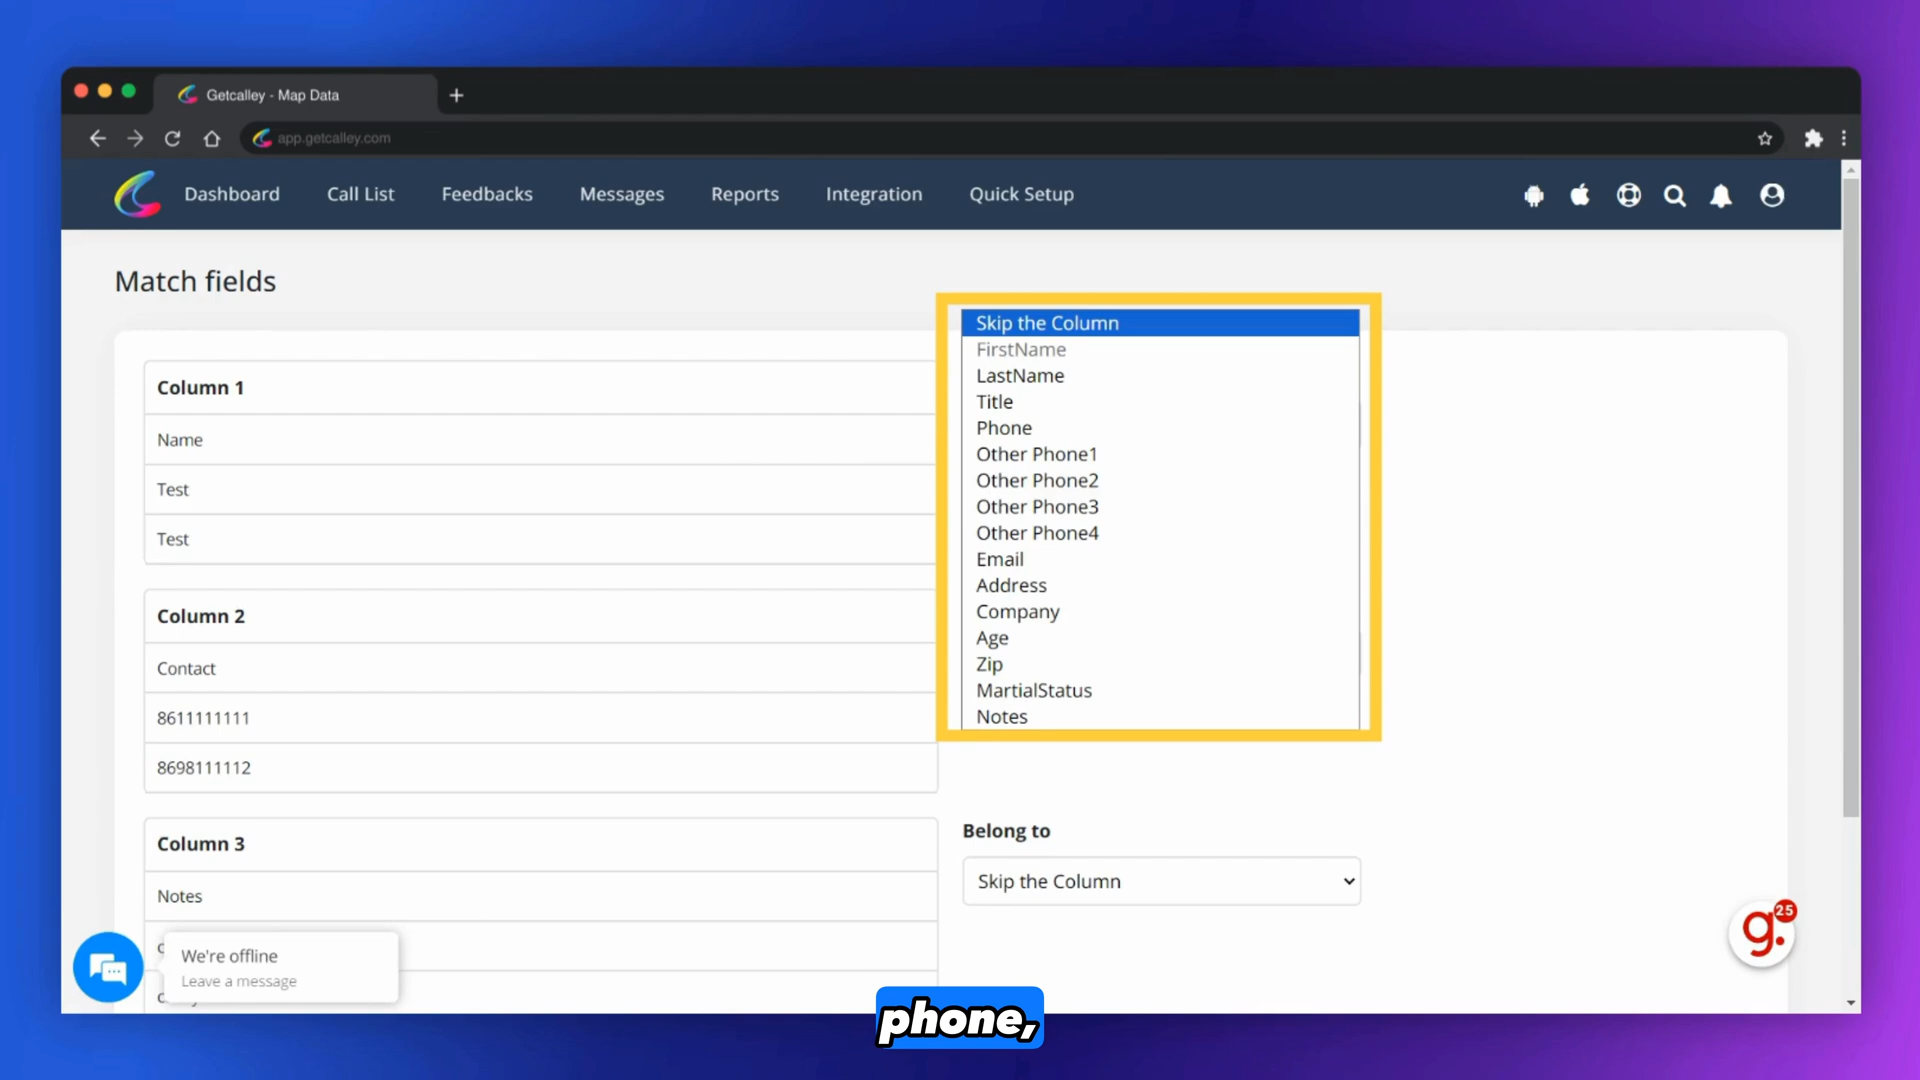 Getcalley - Map Data
app.getcalley.com
Dashboard
Call List
Feedbacks
Messages
Reports
Integration
Quick Setup
Match fields
Column 1
Name
Test
Test
Column 2
Contact
8611111111
8698111112
Column 3
Notes
Skip the Column
FirstName
LastName
Title
Phone
Other Phone1
Other Phone2
Other Phone3
Other Phone4
Email
Address
Company
Age
Zip
MartialStatus
Notes
Belong to
Skip the Column
We're offline
Leave a message
g.
25
phone,